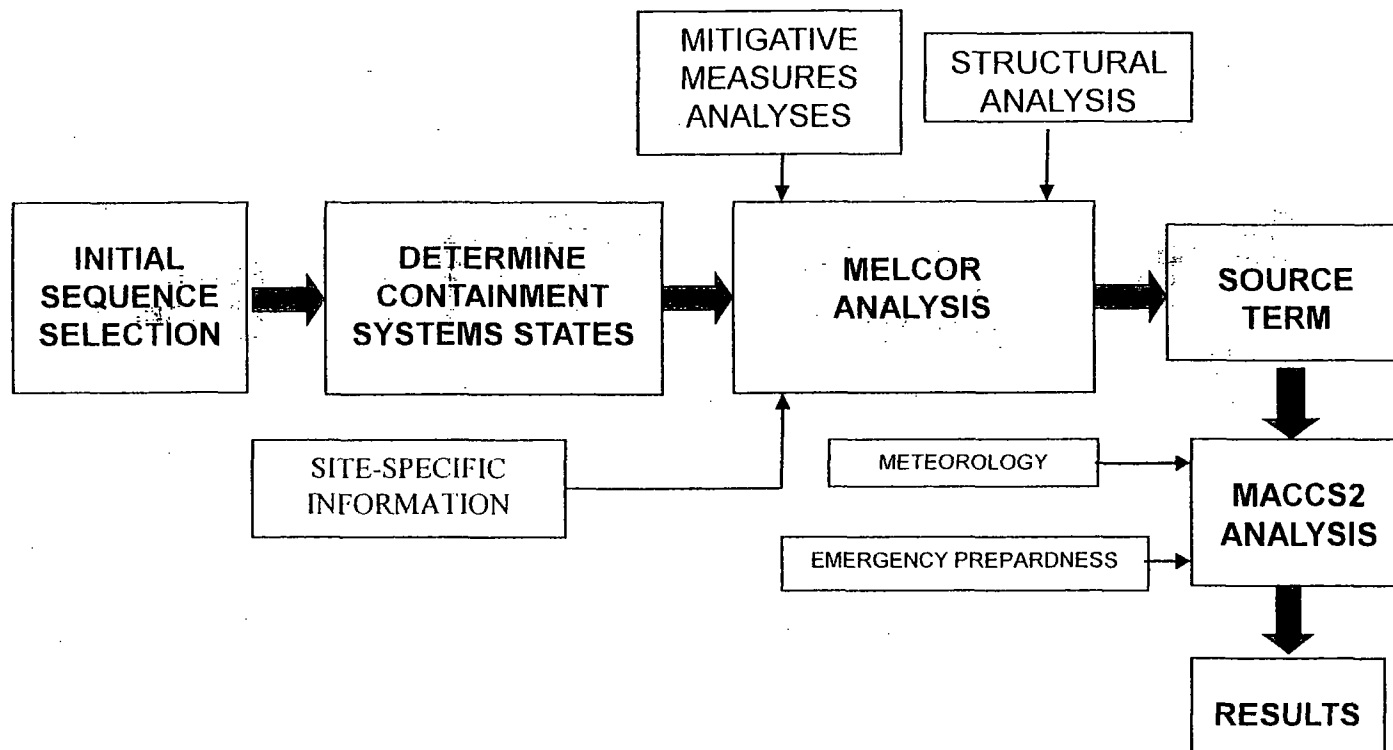 MITIGATIVE
MEASURES
ANALYSES
STRUCTURAL
ANALYSIS
INITIAL
SEQUENCE
SELECTION
DETERMINE
CONTAINMENT
SYSTEMS STATES
MELCOR
ANALYSIS
SOURCE
TERM
SITE-SPECIFIC
INFORMATION
METEOROLOGY
EMERGENCY PREPARDNESS
MACCS2
ANALYSIS
RESULTS